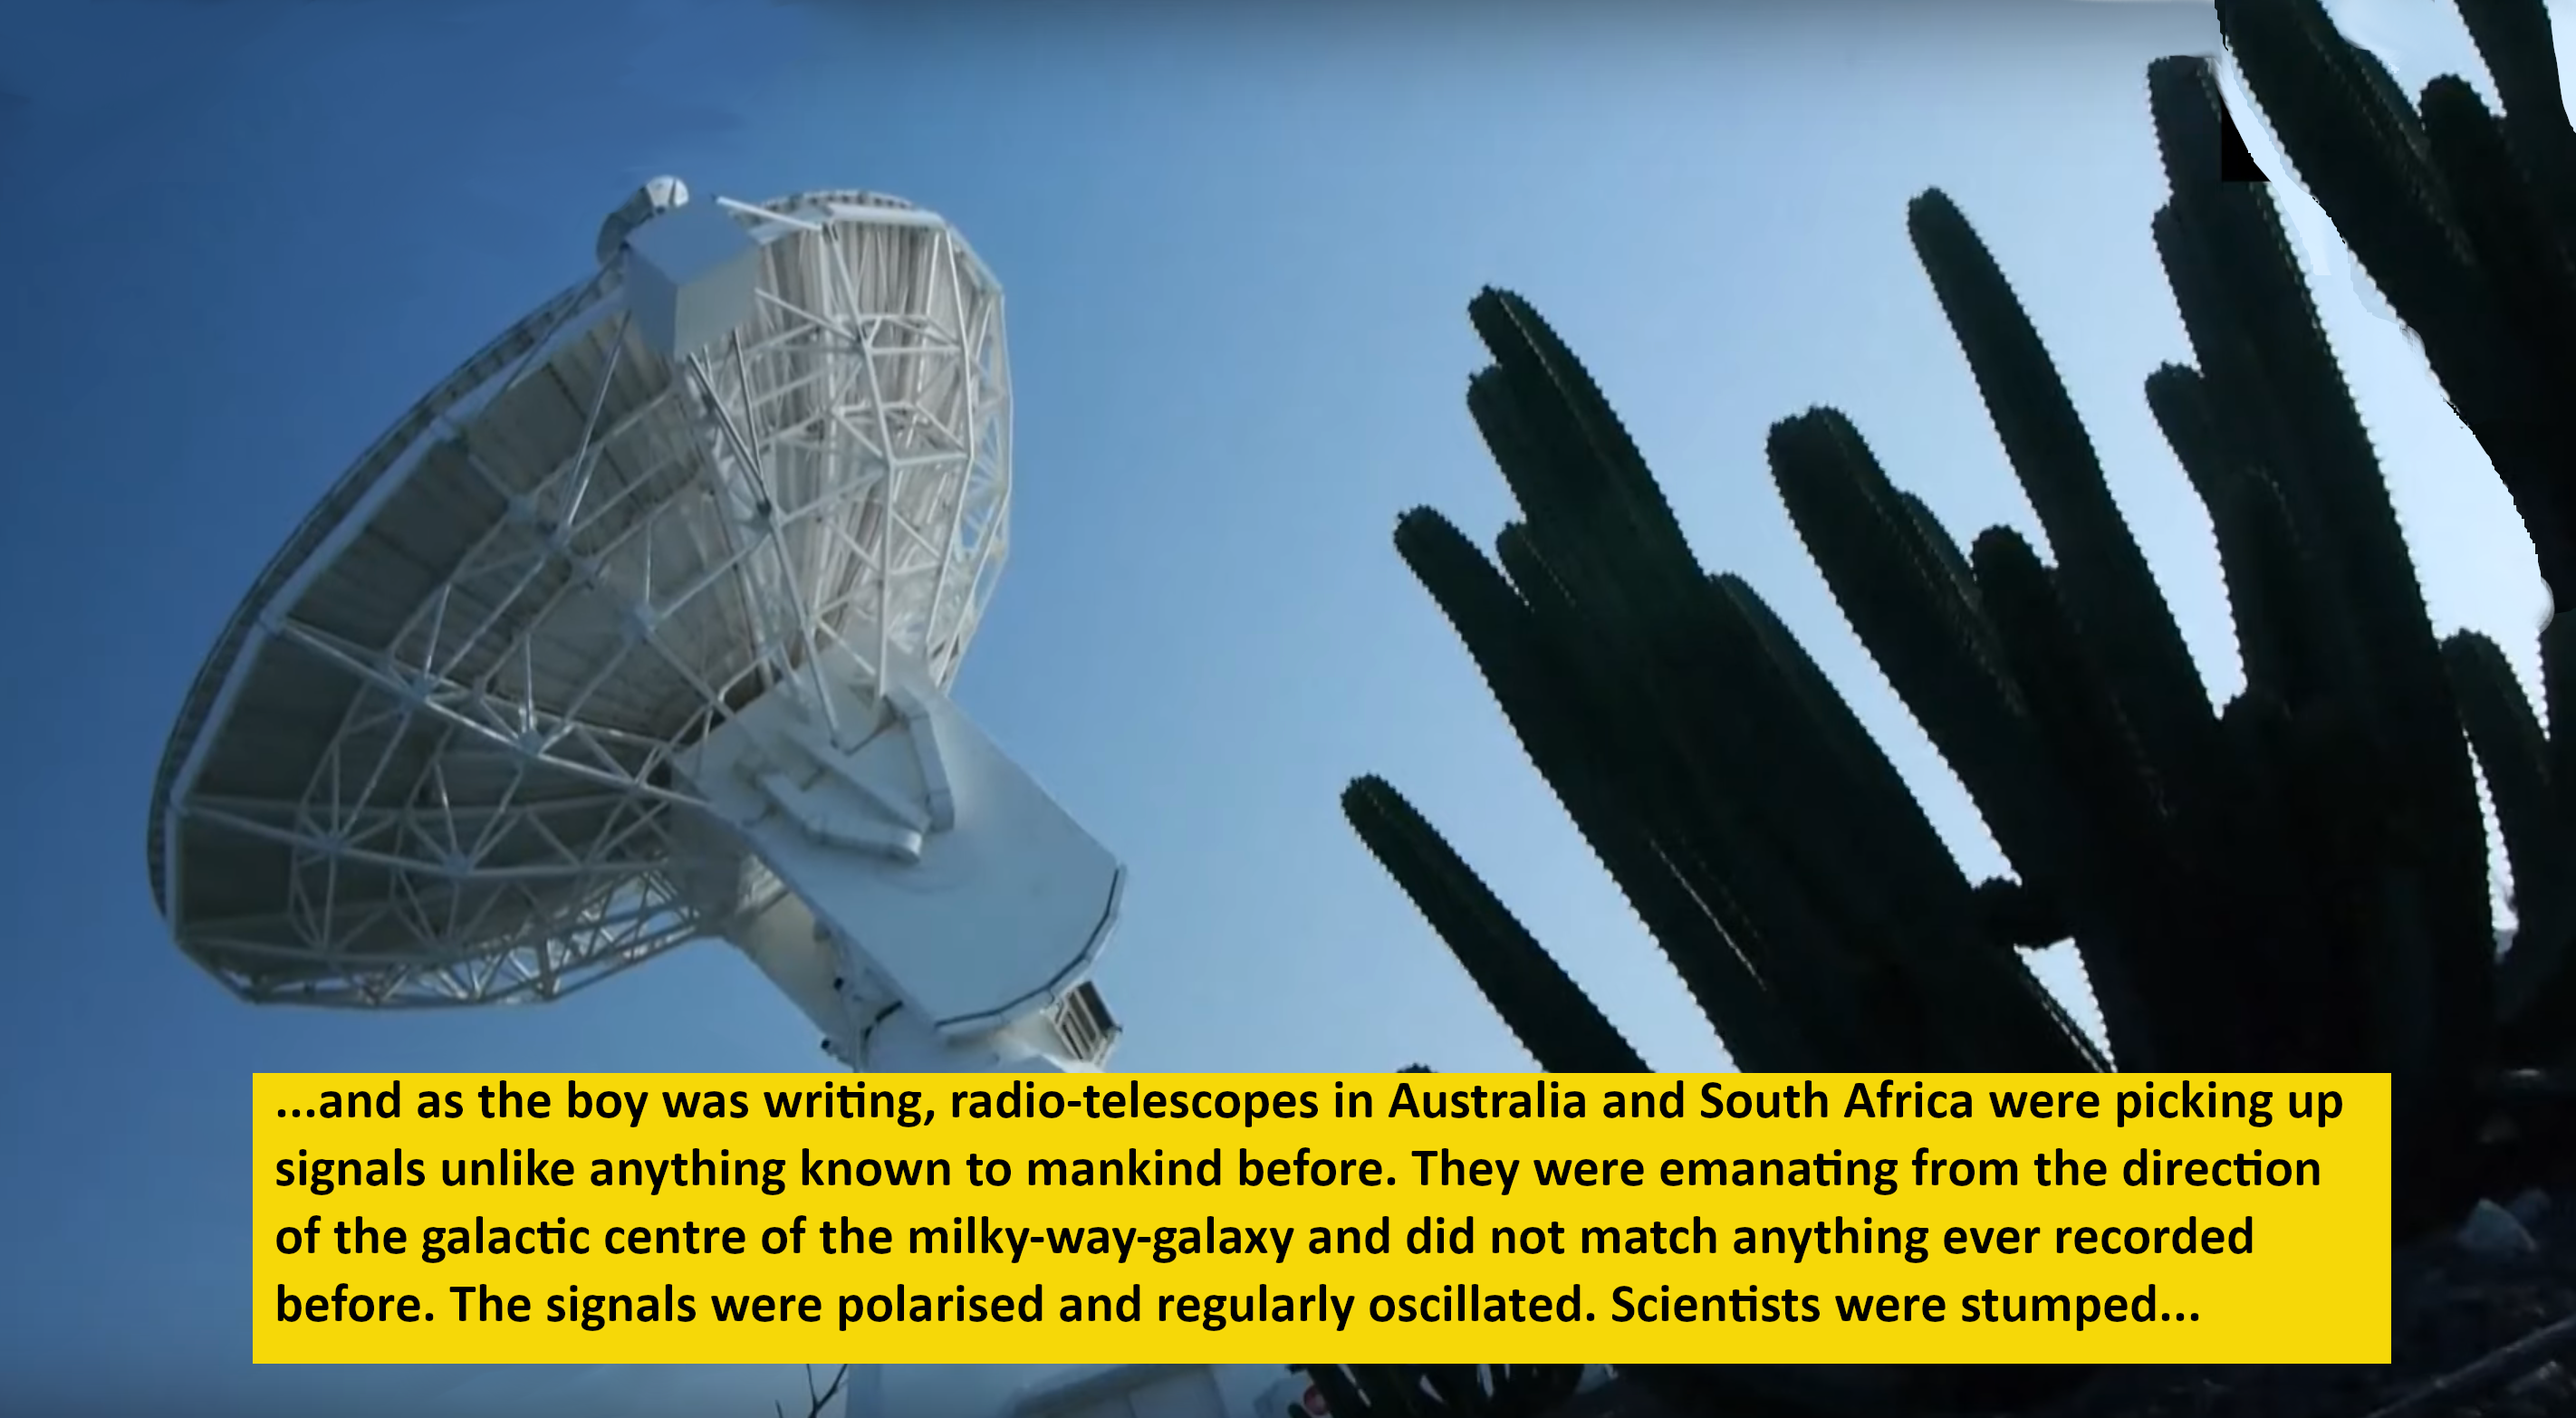 ...and as the boy was writing, radio-telescopes in Australia and South Africa were picking up
signals unlike anything known to mankind before. They were emanating from the direction
of the galactic centre of the milky-way-galaxy and did not match anything ever recorded
before. The signals were polarised and regularly oscillated. Scientists were stumped...